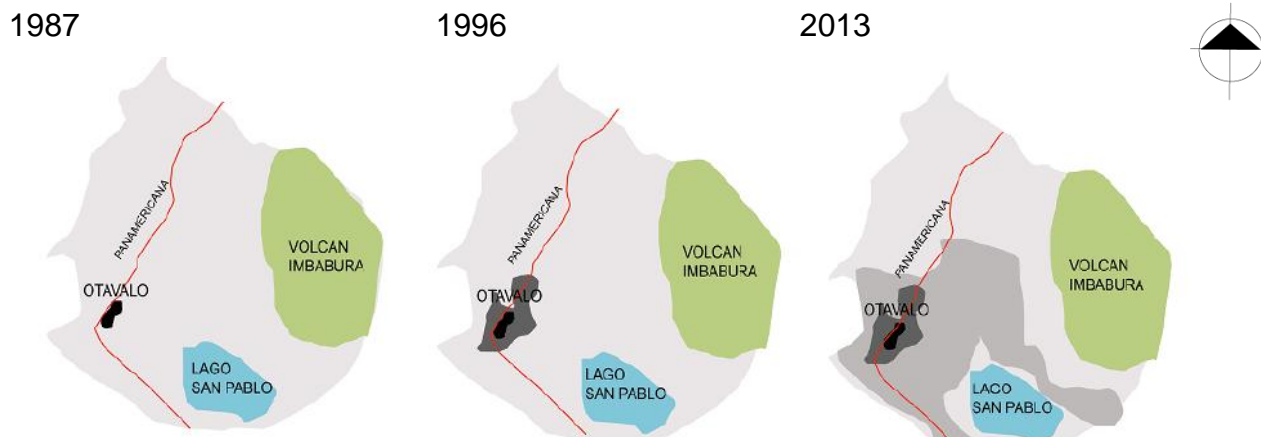 1987
1996
2013
PANAMERICANA
OTAVALO
VOLCAN
IMBABURA
LAGO
SAN PABLO
PANAMERICANA
OTAVALO
VOLCAN
IMBABURA
LAGO
SAN PABLO
PANAMERICANA
OTAVALO
VOLCAN
IMBABURA
LAGO
SAN PABLO